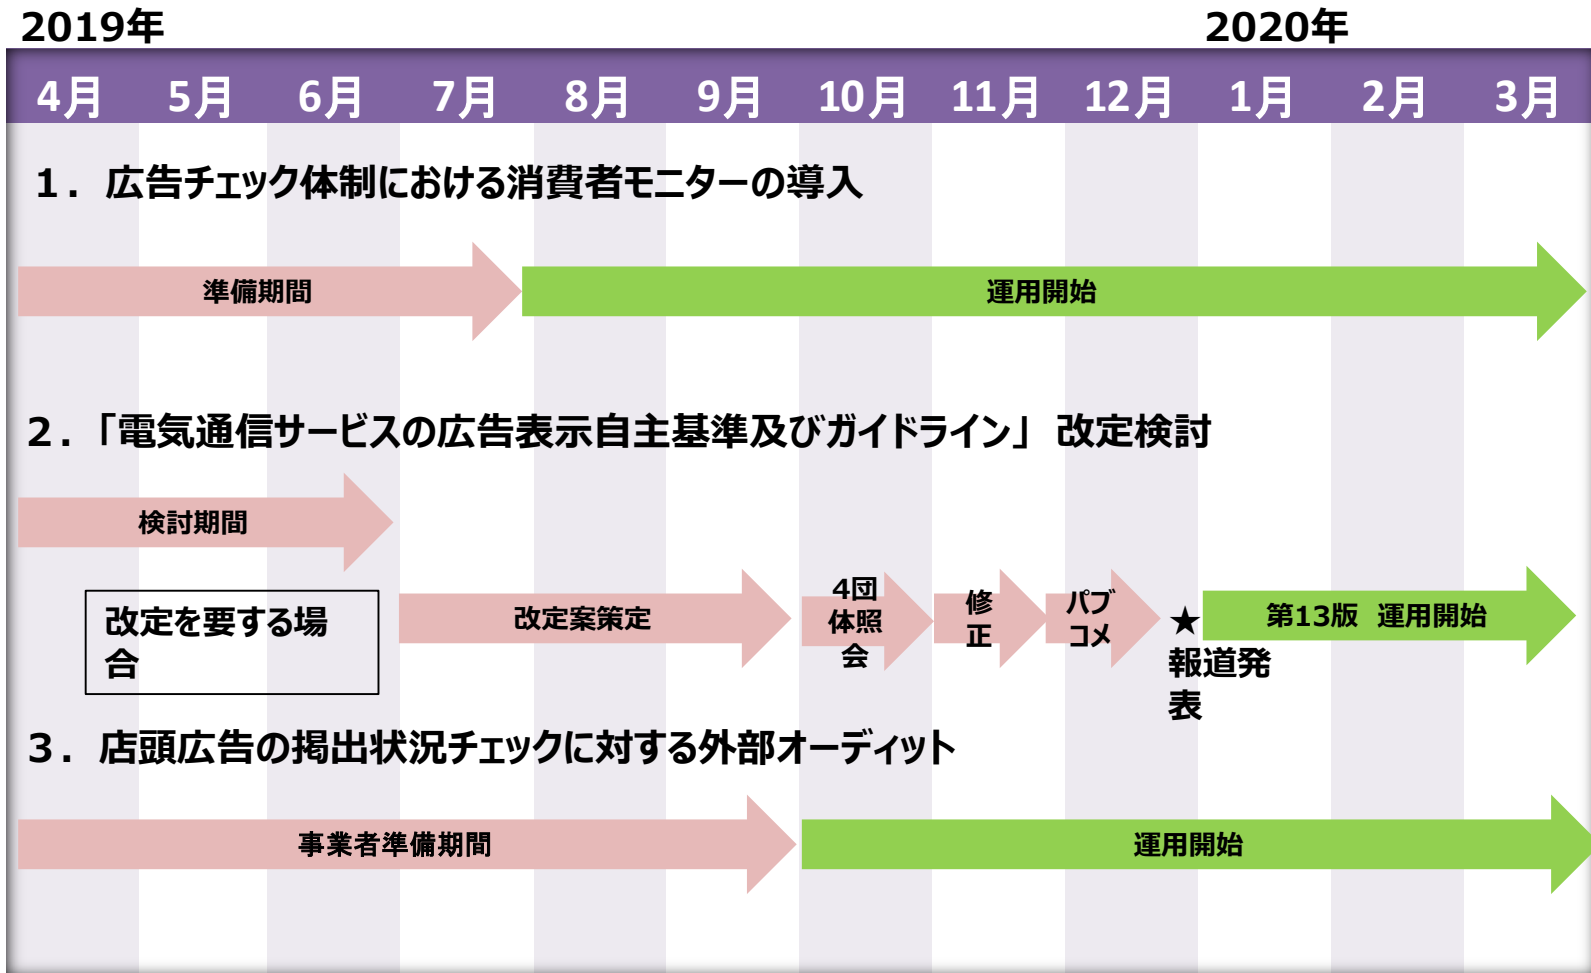 2019年
2020年
4月 5月 6月 7月 8月 9月 10月 11月 12月 1月 2月 3月
１．広告チェック体制における消費者モニターの導入
準備期間
運用開始
２．「電気通信サービスの広告表示自主基準及びガイドライン」改定検討
検討期間
改定を要する場
合
改定案策定
4団
体照
会
修
正
パブ
コメ
★
報道発
表
第13版 運用開始
３．店頭広告の掲出状況チェックに対する外部オーディット
事業者準備期間
運用開始